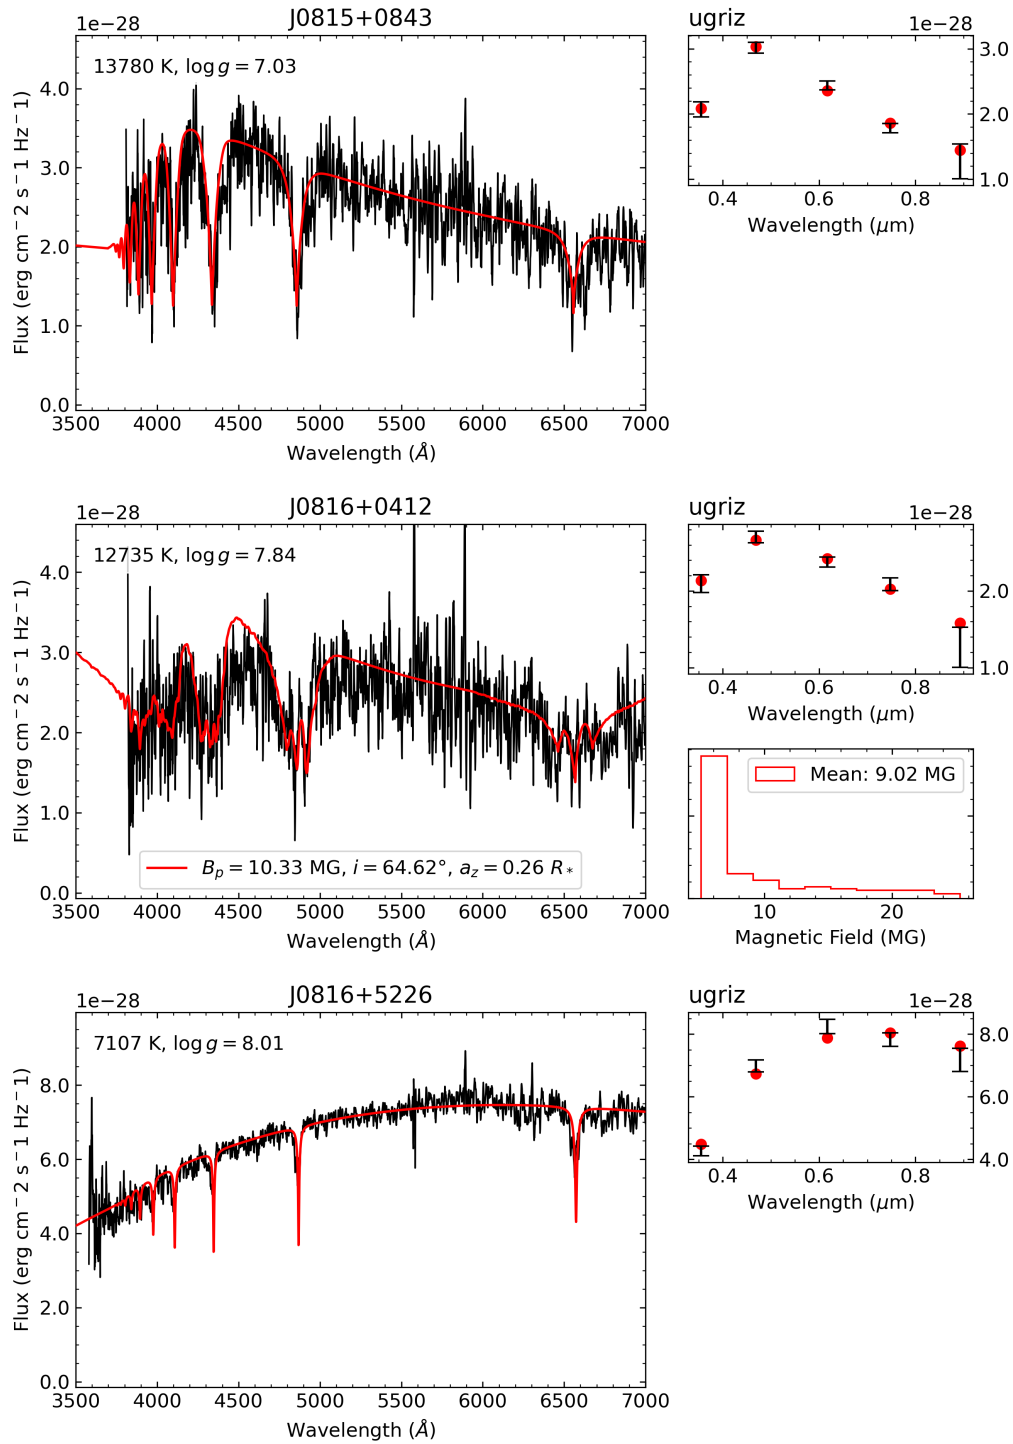 J0815+0843
1e−28
13780 K, log g = 7.03
Flux (erg cm⁻2 s⁻1 Hz⁻1)
4.0
3.0
2.0
1.0
0.0
3500 4000 4500 5000 5500 6000 6500 7000
Wavelength (Å)
ugriz
1e−28
3.0
2.0
1.0
0.4 0.6 0.8
Wavelength (μm)
J0816+0412
1e−28
12735 K, log g = 7.84
Flux (erg cm⁻2 s⁻1 Hz⁻1)
4.0
3.0
2.0
1.0
0.0
B_p = 10.33 MG, i = 64.62°, a_z = 0.26 R_*
3500 4000 4500 5000 5500 6000 6500 7000
Wavelength (Å)
ugriz
1e−28
2.0
1.0
0.4 0.6 0.8
Wavelength (μm)
Mean: 9.02 MG
10 20
Magnetic Field (MG)
J0816+5226
1e−28
7107 K, log g = 8.01
Flux (erg cm⁻2 s⁻1 Hz⁻1)
8.0
6.0
4.0
2.0
0.0
3500 4000 4500 5000 5500 6000 6500 7000
Wavelength (Å)
ugriz
1e−28
8.0
6.0
4.0
0.4 0.6 0.8
Wavelength (μm)